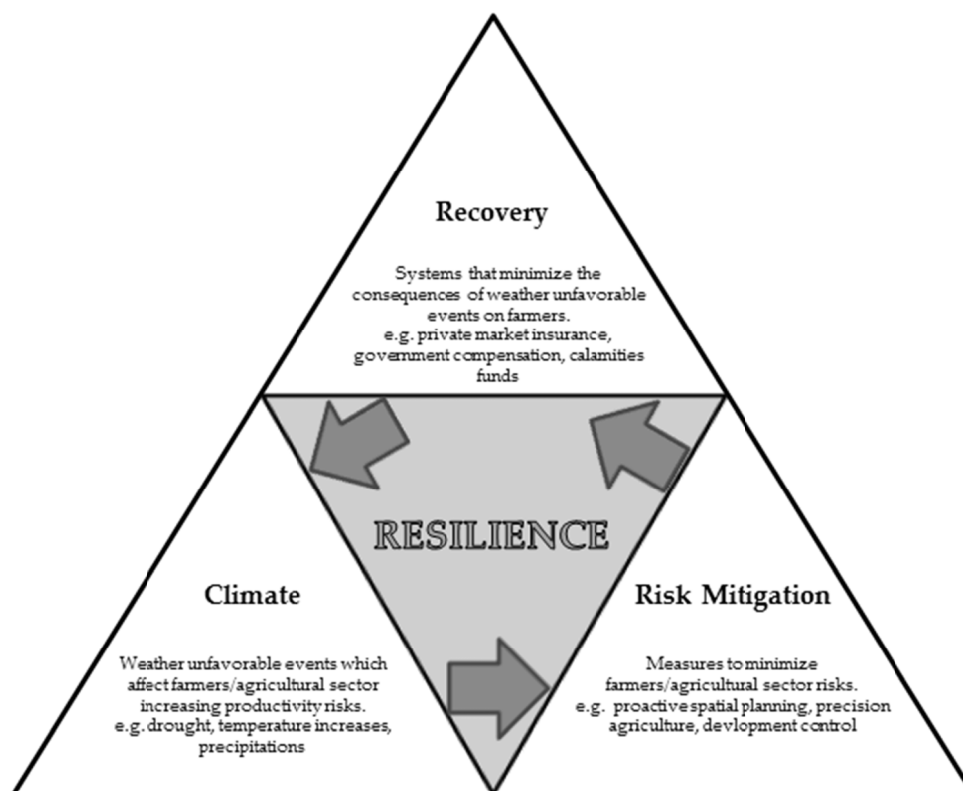 Recovery
Systems that minimize the
consequences of weather unfavorable
events on farmers.
e.g. private market insurance,
government compensation, calamities
funds
RESILIENCE
Climate
Weather unfavorable events which
affect farmers/agricultural sector
increasing productivity risks.
e.g. drought, temperature increases,
precipitations
Risk Mitigation
Measures to minimize
farmers/agricultural sector risks.
e.g. proactive spatial planning, precision
agriculture, devlopment control